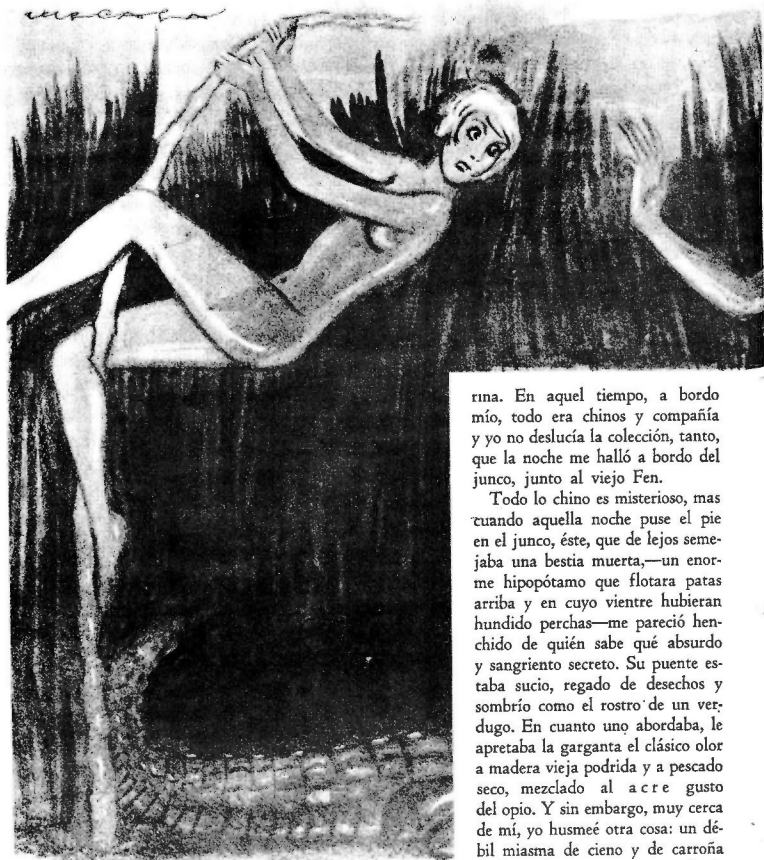 rina. En aquel tiempo, a bordo
mío, todo era chinos y compañía
y yo no deslucía la colección, tanto,
que la noche me halló a bordo del
junco, junto al viejo Fen.
Todo lo chino es misterioso, mas
cuando aquella noche puse el pie
en el junco, éste, que de lejos seme-
jaba una bestia muerta,—un enor-
me hipopótamo que flotara patas
arriba y en cuyo vientre hubieran
hundido perchas—me pareció hen-
chido de quién sabe qué absurdo
y sangriento secreto. Su puente es-
taba sucio, regado de desechos y
sombrío como el rostro de un ver-
dugo. En cuanto uno abordaba, le
apretaba la garganta el clásico olor
a madera vieja podrida y a pescado
seco, mezclado al acre gusto
del opio. Y sin embargo, muy cerca
de mí, yo husmeé otra cosa: un dé-
bil miasma de cieno y de carroña